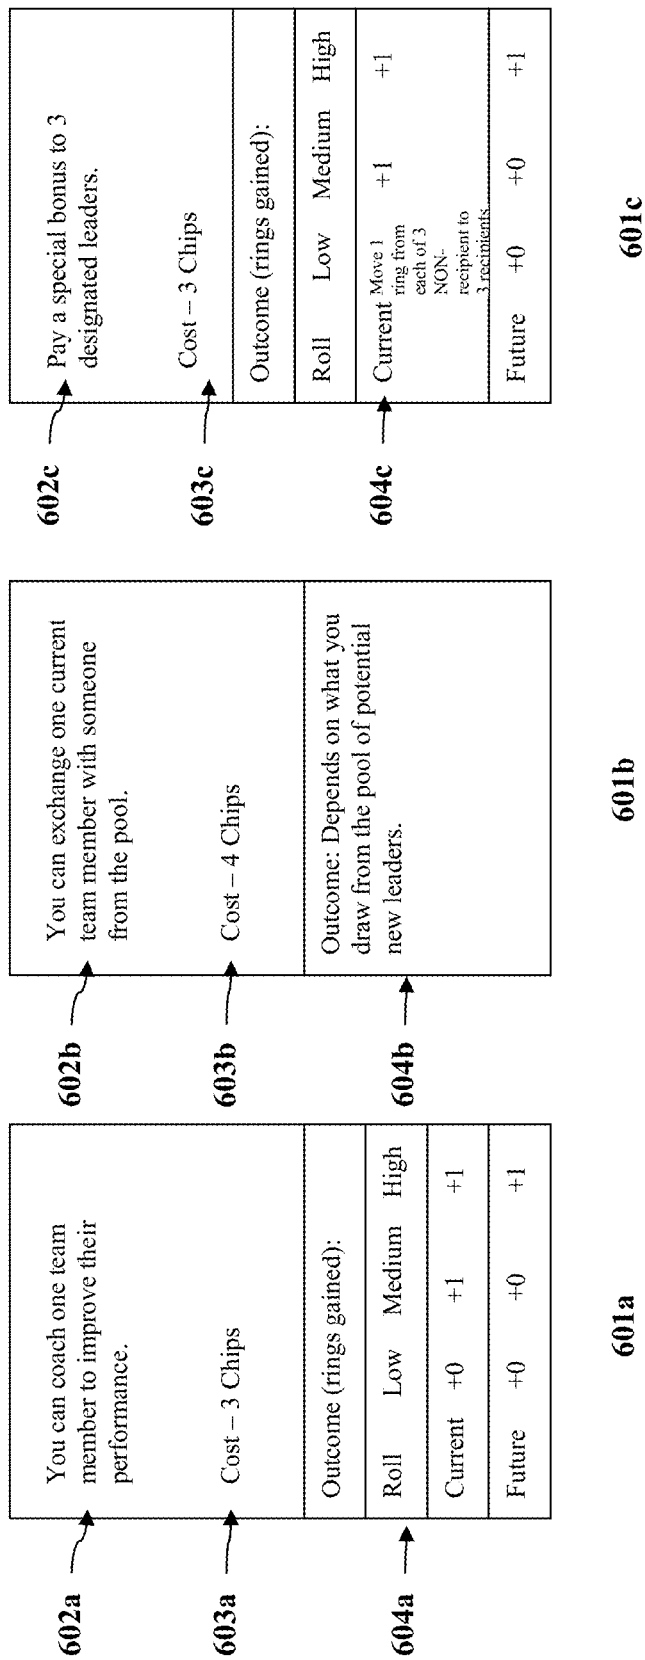 602a
You can coach one team
member to improve their
performance.
603a
Cost – 3 Chips
Outcome (rings gained):
604a
Roll Low Medium High
Current +0 +1 +1
Future +0 +0 +1
601a
602b
You can exchange one current
team member with someone
from the pool.
603b
Cost – 4 Chips
604b
Outcome: Depends on what you
draw from the pool of potential
new leaders.
601b
602c
Pay a special bonus to 3
designated leaders.
603c
Cost – 3 Chips
Outcome (rings gained):
Roll Low Medium High
604c
Current Move 1 +1 +1
ring from
each of 3
NON-
recipient to
3 recipients
Future +0 +0 +1
601c